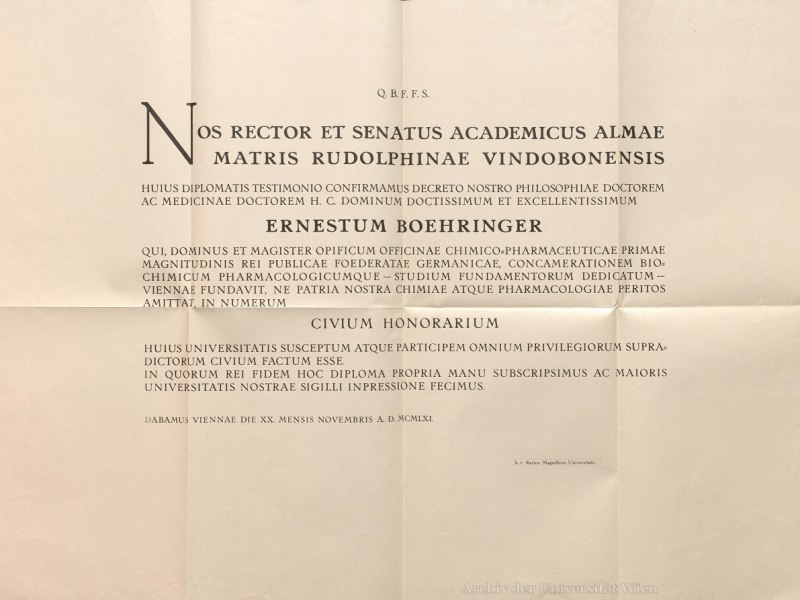 Q. B. F. F. S.
NOS RECTOR ET SENATUS ACADEMICUS ALMAE
MATRIS RUDOLPHINAE VINDOBONENSIS
HUIUS DIPLOMATIS TESTIMONIO CONFIRMAMUS DECRETO NOSTRO PHILOSOPHIAE DOCTOREM
AC MEDICINAE DOCTOREM H. C. DOMINUM DOCTISSIMUM ET EXCELLENTISSIMUM
ERNESTUM BOEHRINGER
QUI, DOMINUS ET MAGISTER OPIFICUM OFFICINAE CHIMICO-PHARMACEUTICAE PRIMAE
MAGNITUDINIS REI PUBLICAE FOEDERATAE GERMANICAE, CONCAMERATIONEM BIO-
CHIMICUM PHARMACOLOGICUMQUE — STUDIUM FUNDAMENTORUM DEDICATUM —
VIENNAE FUNDAVIT, NE PATRIA NOSTRA CHIMIAE ATQUE PHARMACOLOGIAE PERITOS
AMITTAT, IN NUMERUM
CIVIUM HONORARIUM
HUIUS UNIVERSITATIS SUSCEPTUM ATQUE PARTICIPEM OMNIUM PRIVILEGIORUM SUPRA-
DICTORUM CIVIUM FACTUM ESSE.
IN QUORUM REI FIDEM HOC DIPLOMA PROPRIA MANU SUBSCRIPSIMUS AC MAIORIS
UNIVERSITATIS NOSTRAE SIGILLI INPRESSIONE FECIMUS.
DABAMUS VIENNAE DIE XX. MENSIS NOVEMBRIS A. D. MCMLXI.
h. t. Rector Magnificus Universitatis
Archiv der Universität Wien